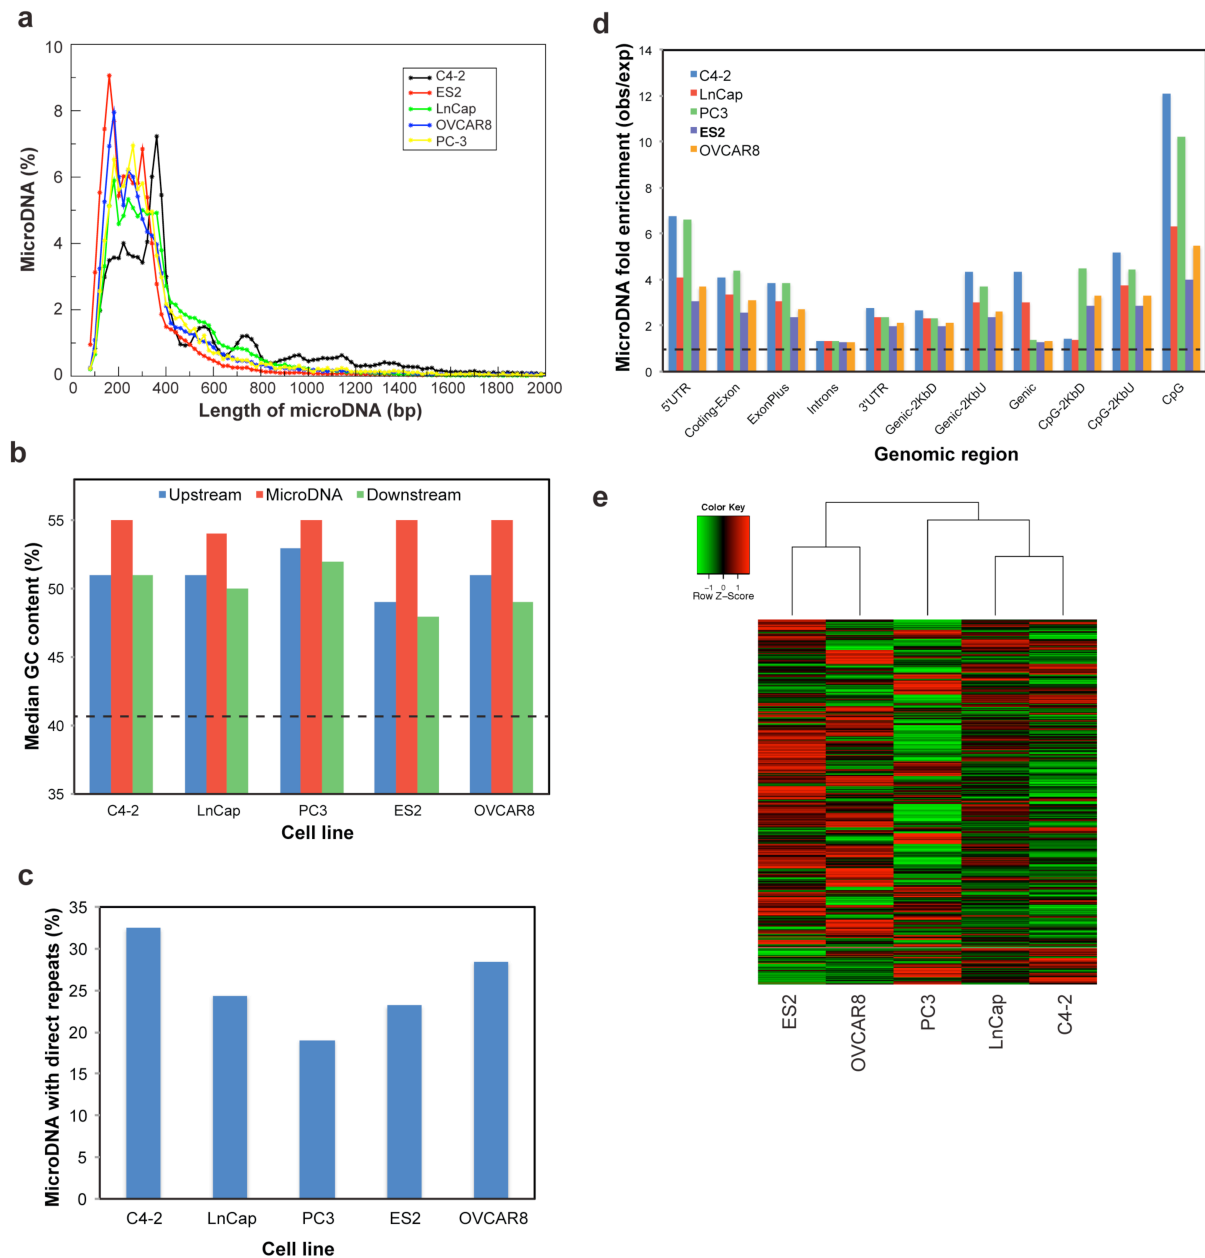 a
10
8
6
4
2
0
0 200 400 600 800 1000 1200 1400 1600 1800 2000
MicroDNA (%)
Length of microDNA (bp)
C4-2
ES2
LnCap
OVCAR8
PC-3
b
Upstream MicroDNA Downstream
55
50
45
40
35
Median GC content (%)
C4-2 LnCap PC3 ES2 OVCAR8
Cell line
c
35
30
25
20
15
10
5
0
MicroDNA with direct repeats (%)
C4-2 LnCap PC3 ES2 OVCAR8
Cell line
d
14
12
10
8
6
4
2
0
MicroDNA fold enrichment (obs/exp)
C4-2
LnCap
PC3
ES2
OVCAR8
5'UTR
Coding-Exon
ExonPlus
Introns
3'UTR
Genic-2KbD
Genic-2KbU
Genic
CpG-2KbD
CpG-2KbU
CpG
Genomic region
e
Color Key
-1 0 1
Row Z-Score
ES2
OVCAR8
PC3
LnCap
C4-2